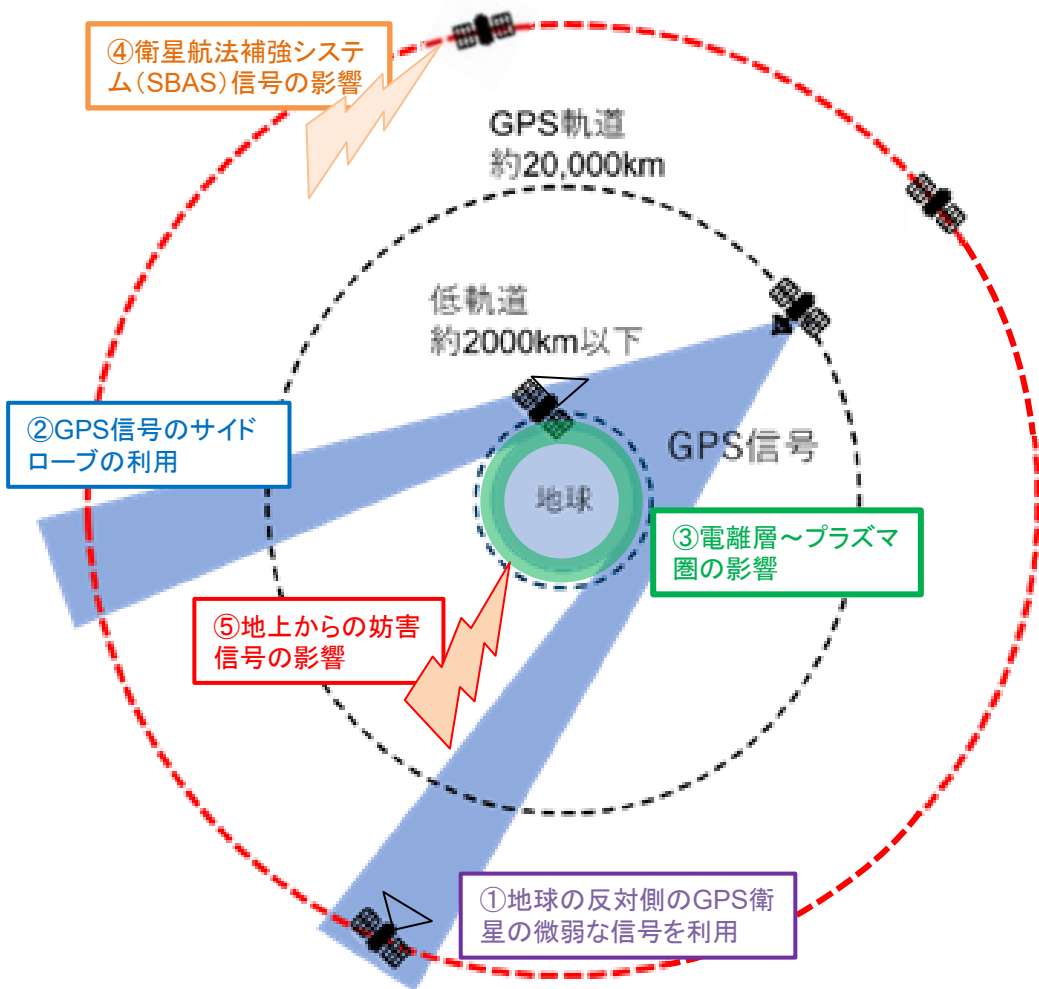 ④衛星航法補強システ
ム（SBAS）信号の影響
GPS軌道
約20,000km
低軌道
約2000km以下
②GPS信号のサイド
ローブの利用
GPS信号
地球
③電離層～プラズマ
圏の影響
⑤地上からの妨害
信号の影響
①地球の反対側のGPS衛
星の微弱な信号を利用